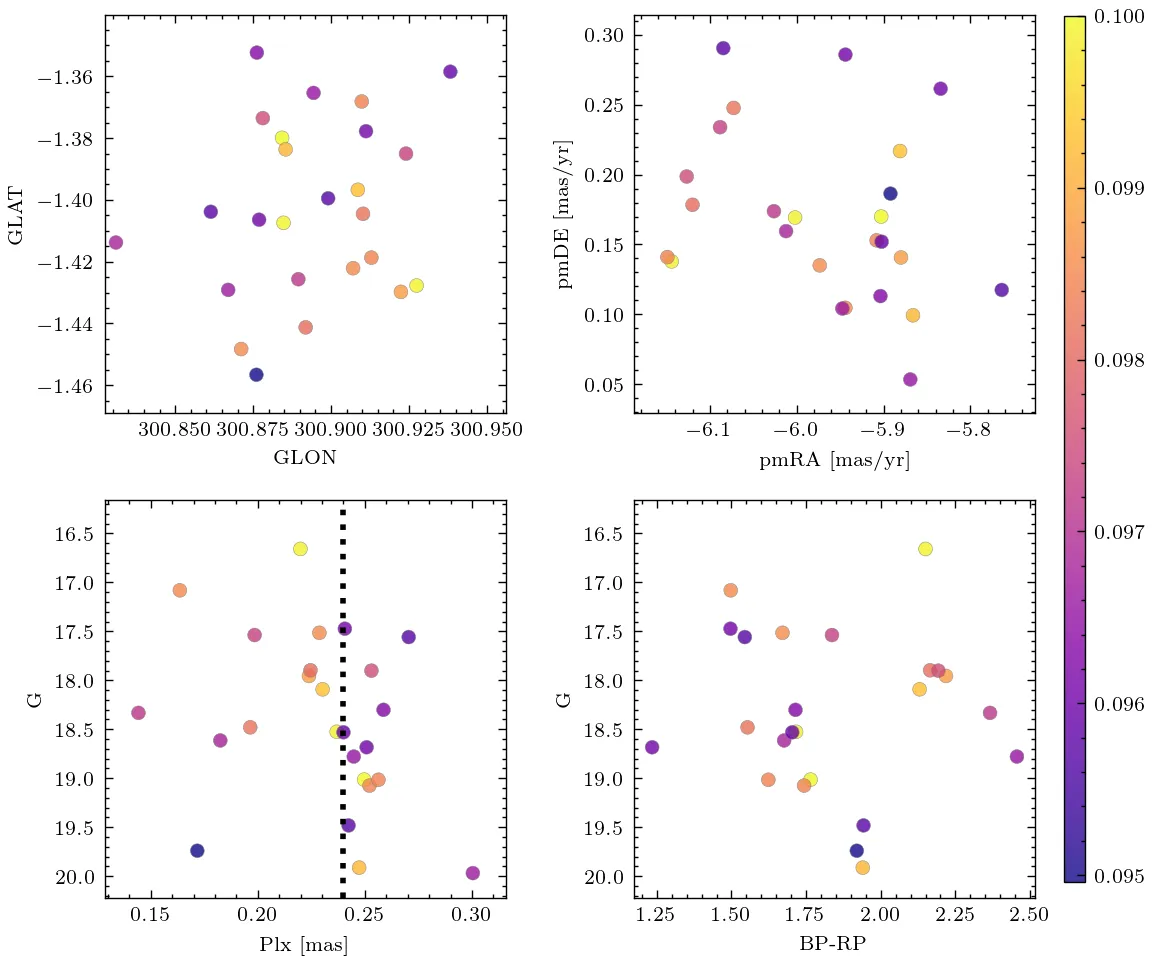 −1.36
−1.38
−1.40
−1.42
−1.44
−1.46
GLAT
300.850 300.875 300.900 300.925 300.950
GLON
0.30
0.25
0.20
0.15
0.10
0.05
pmDE [mas/yr]
−6.1 −6.0 −5.9 −5.8
pmRA [mas/yr]
16.5
17.0
17.5
18.0
18.5
19.0
19.5
20.0
G
0.15 0.20 0.25 0.30
Plx [mas]
16.5
17.0
17.5
18.0
18.5
19.0
19.5
20.0
G
1.25 1.50 1.75 2.00 2.25 2.50
BP-RP
0.100
0.099
0.098
0.097
0.096
0.095